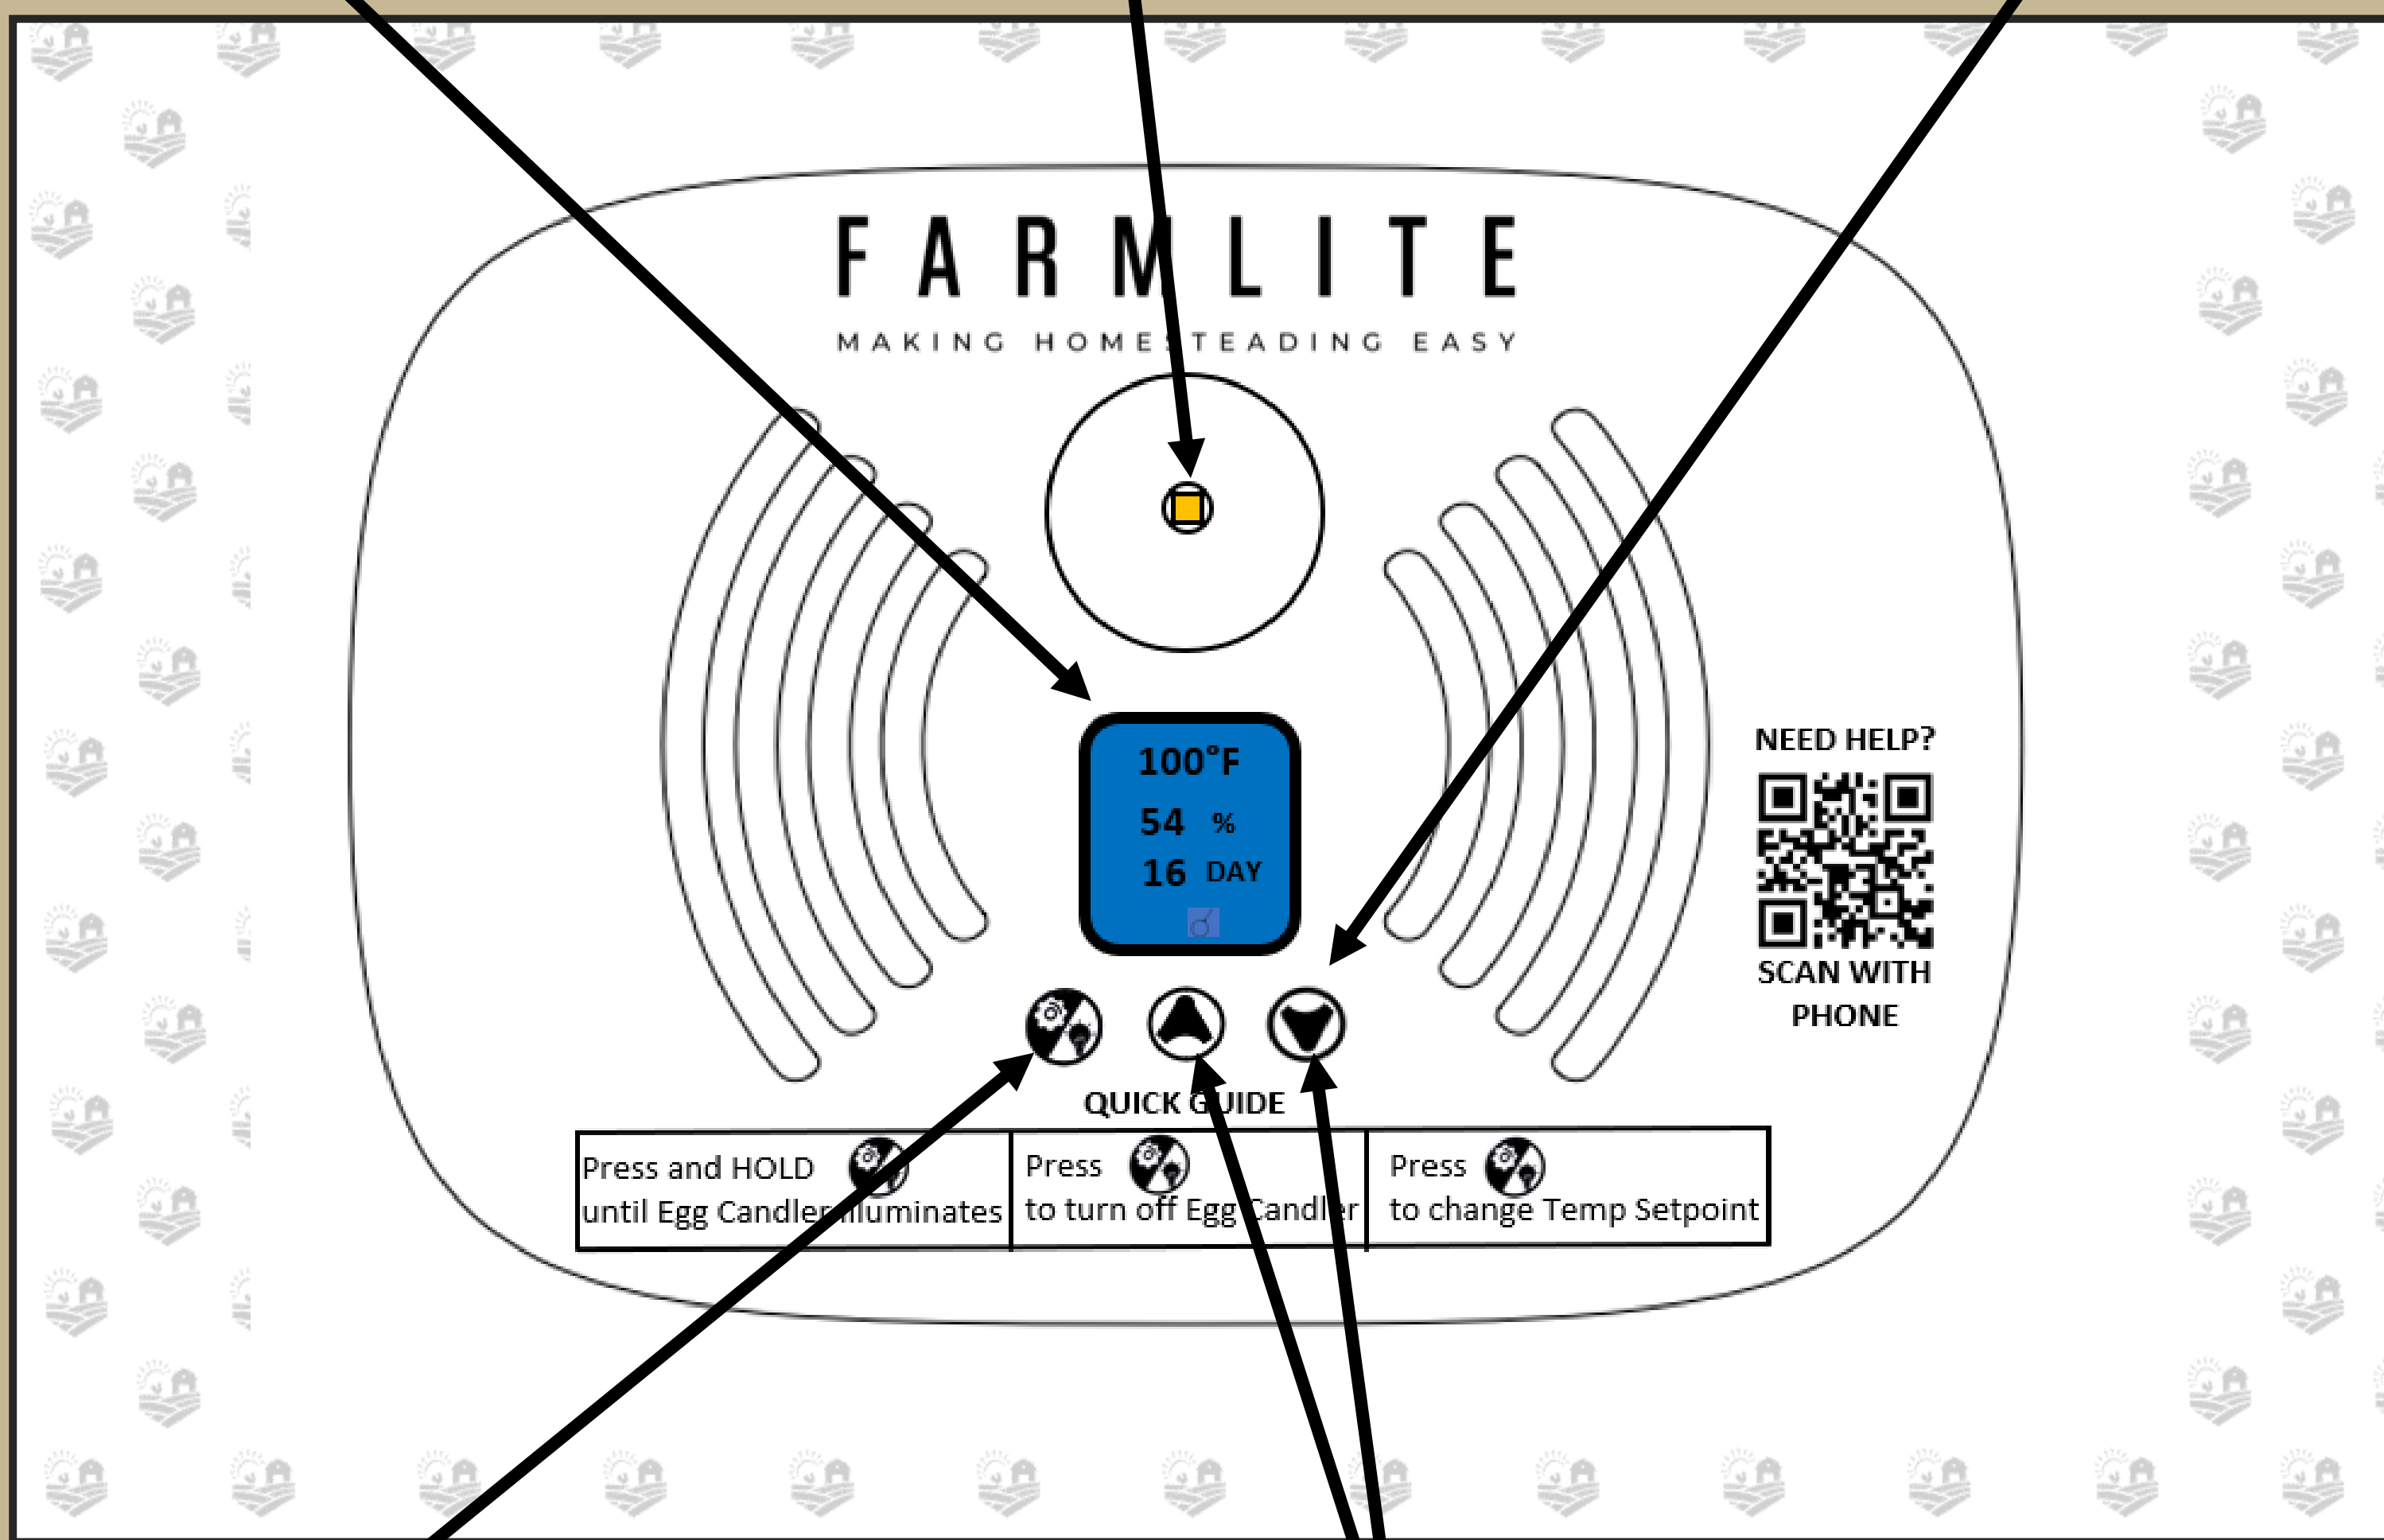 FARMLITE
MAKING HOMESTEADING EASY
100°F
54 %
16 DAY
NEED HELP?
SCAN WITH
PHONE
QUICK GUIDE
Press and HOLD
until Egg Candler illuminates
Press
to turn off Egg Candler
Press
to change Temp Setpoint